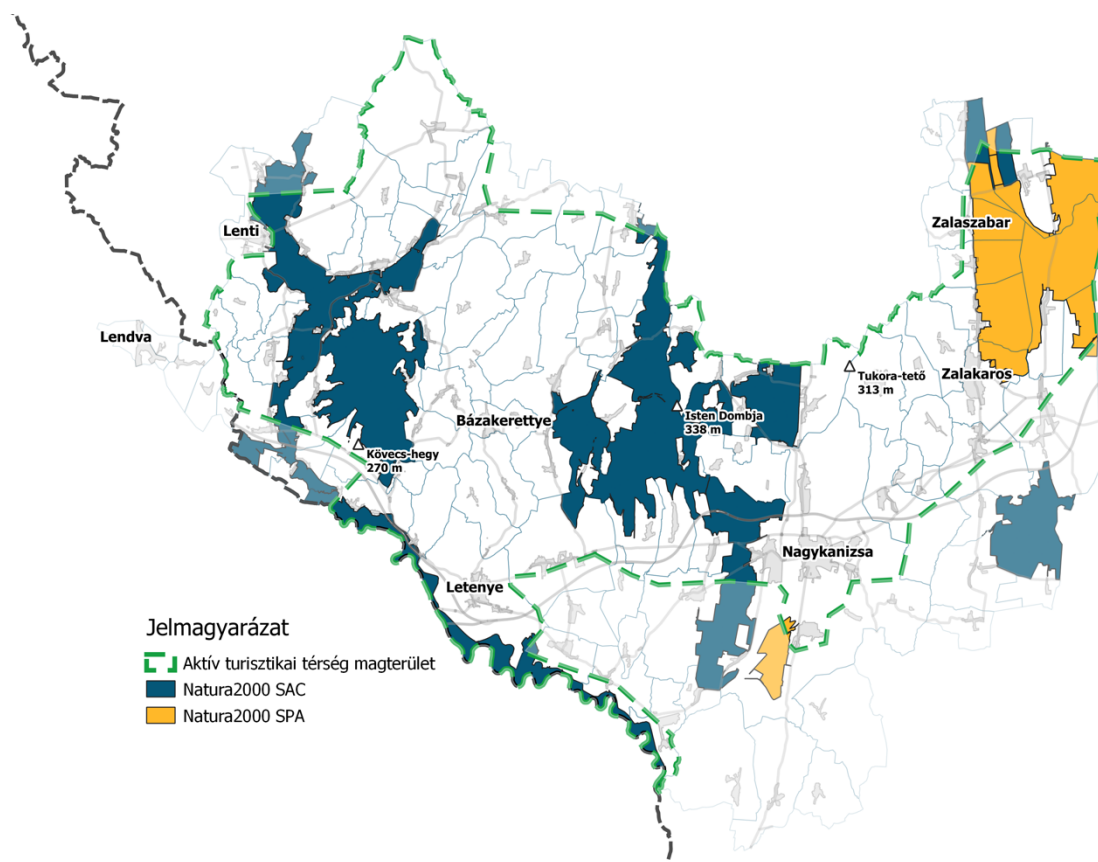 Zalaszabar
Lenti
Lendva
Tukora-tető
313 m
Zalakaros
Bázakerettye
Isten Dombja
338 m
Kövecs-hegy
270 m
Nagykanizsa
Letenye
Jelmagyarázat
Aktív turisztikai térség magterület
Natura2000 SAC
Natura2000 SPA